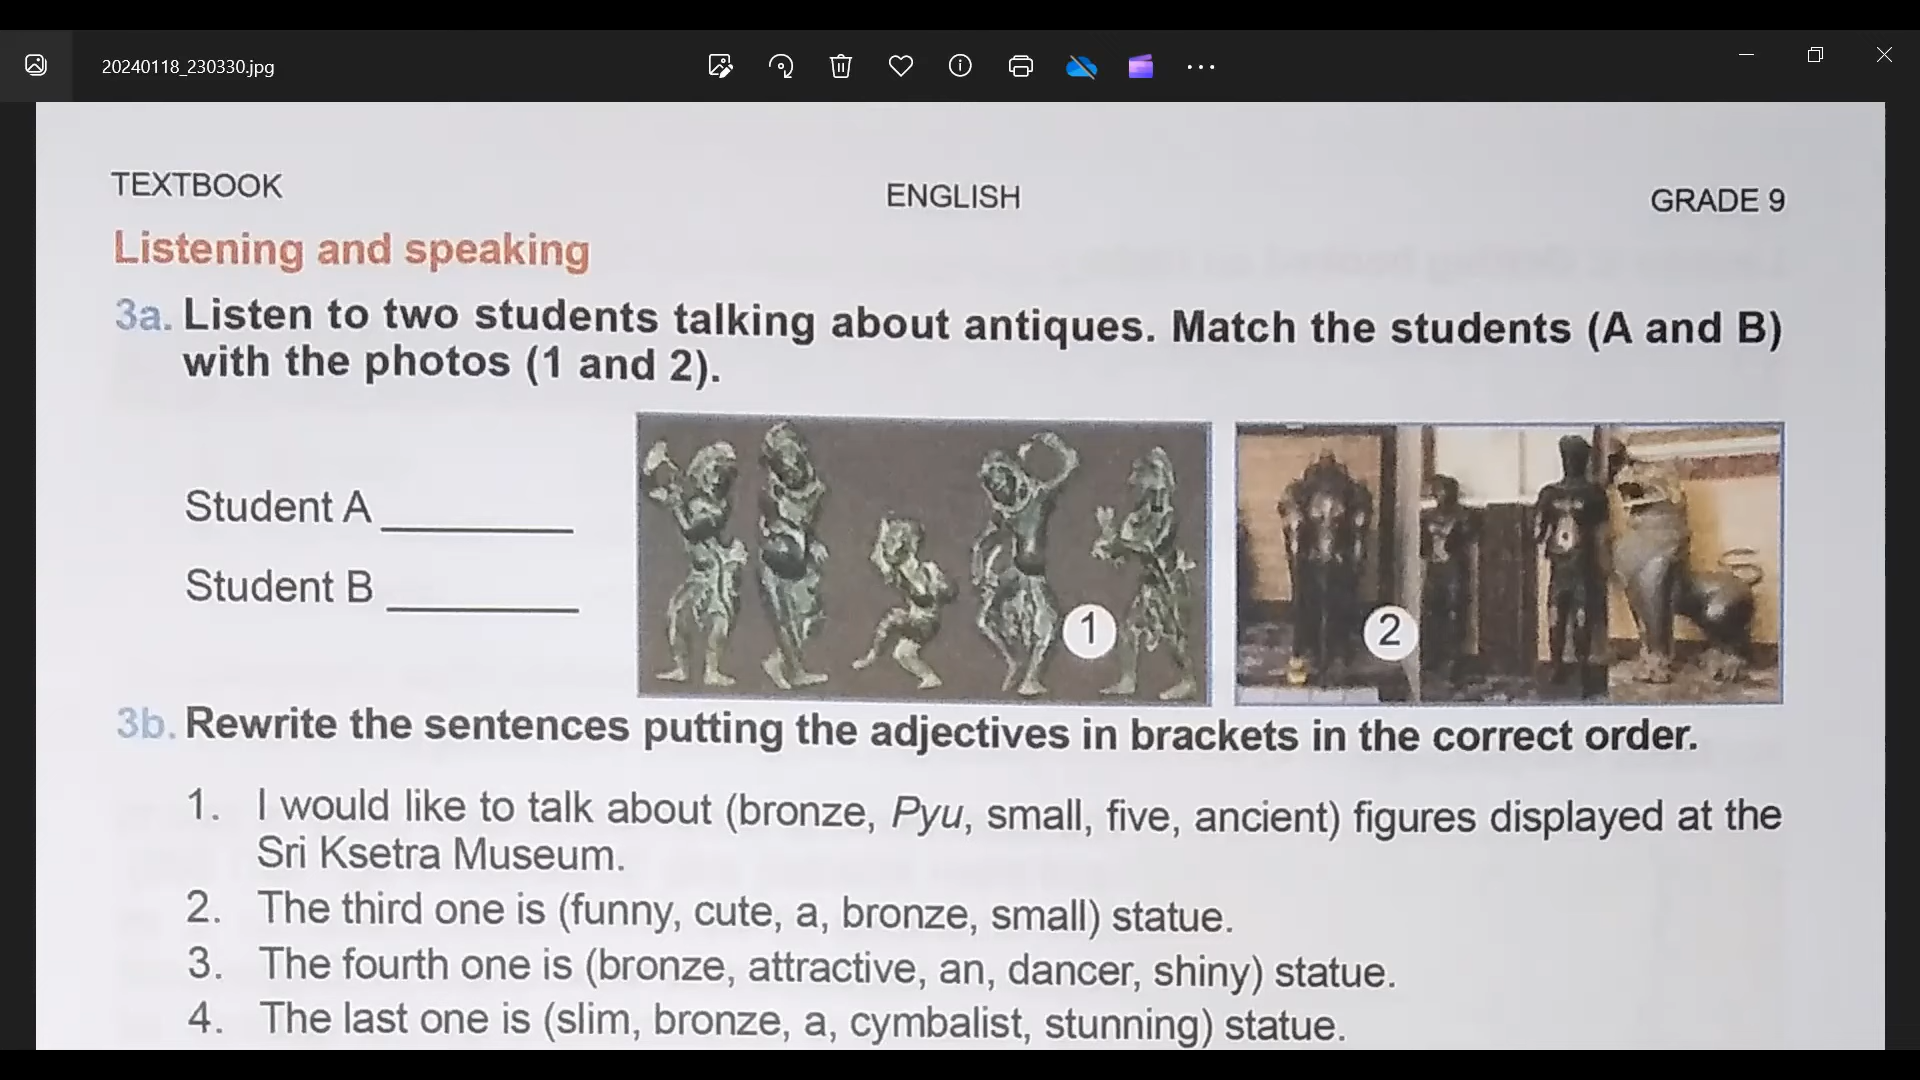 20240118_230330.jpg
TEXTBOOK
ENGLISH
GRADE 9
Listening and speaking
3a. Listen to two students talking about antiques. Match the students (A and B)
with the photos (1 and 2).
Student A
Student B
1
2
3b. Rewrite the sentences putting the adjectives in brackets in the correct order.
1. I would like to talk about (bronze, Pyu, small, five, ancient) figures displayed at the
Sri Ksetra Museum.
2. The third one is (funny, cute, a, bronze, small) statue.
3. The fourth one is (bronze, attractive, an, dancer, shiny) statue.
4. The last one is (slim, bronze, a, cymbalist, stunning) statue.